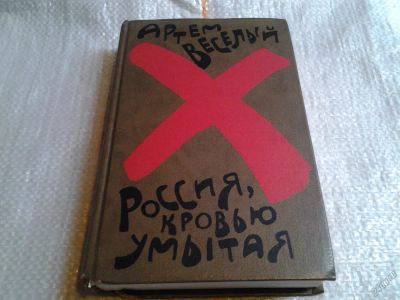 Артем
Веселый
Россия,
кровью
умытая